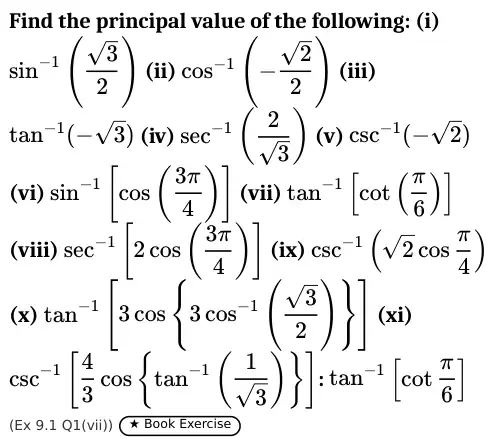 Find the principal value of the following: (i)
sin⁻¹ (√3/2) (ii) cos⁻¹ (−√2/2) (iii)
tan⁻¹(−√3) (iv) sec⁻¹ (2/√3) (v) csc⁻¹(−√2)
(vi) sin⁻¹ [cos (3π/4)] (vii) tan⁻¹ [cot (π/6)]
(viii) sec⁻¹ [2 cos (3π/4)] (ix) csc⁻¹ (√2 cos π/4)
(x) tan⁻¹ [3 cos {3 cos⁻¹ (√3/2)}] (xi)
csc⁻¹ [4/3 cos {tan⁻¹ (1/√3)}]: tan⁻¹ [cot π/6]
(Ex 9.1 Q1(vii)) ★ Book Exercise